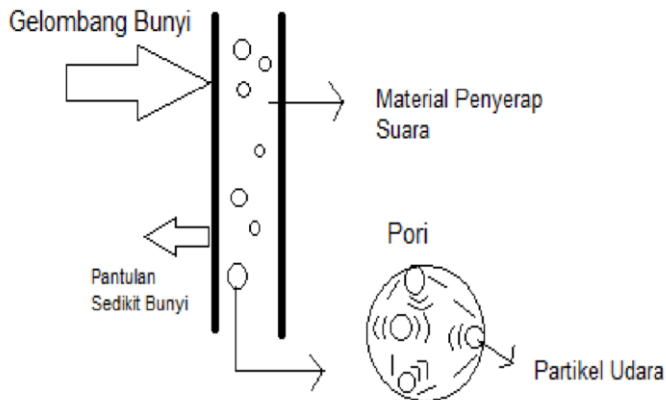 Gelombang Bunyi
Material Penyerap
Suara
Pantulan
Sedikit Bunyi
Pori
Partikel Udara